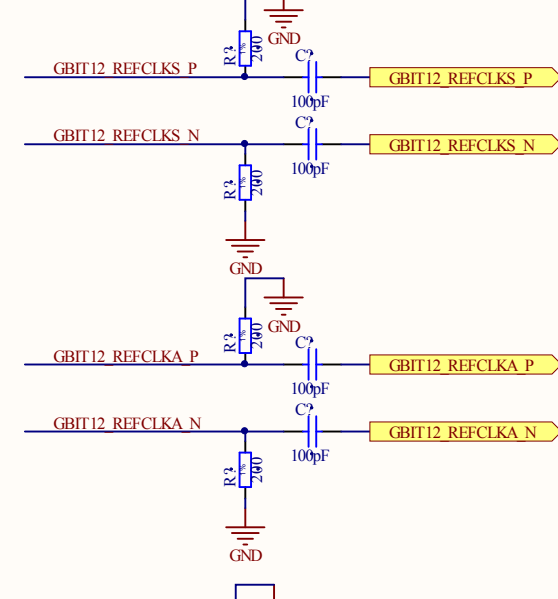 GND
R?
1%
200
C?
GBIT12_REFCLKS_P
GBIT12_REFCLKS_P
100pF
C?
GBIT12_REFCLKS_N
GBIT12_REFCLKS_N
100pF
R?
1%
200
GND
GND
R?
1%
200
C?
GBIT12_REFCLKA_P
GBIT12_REFCLKA_P
100pF
C?
GBIT12_REFCLKA_N
GBIT12_REFCLKA_N
100pF
R?
1%
200
GND